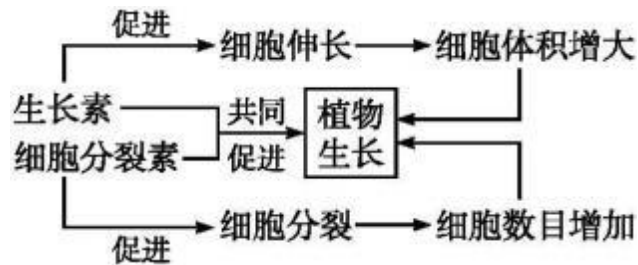 促进
细胞伸长
细胞体积增大
生长素
共同
植物
细胞分裂素
促进
生长
细胞分裂
细胞数目增加
促进